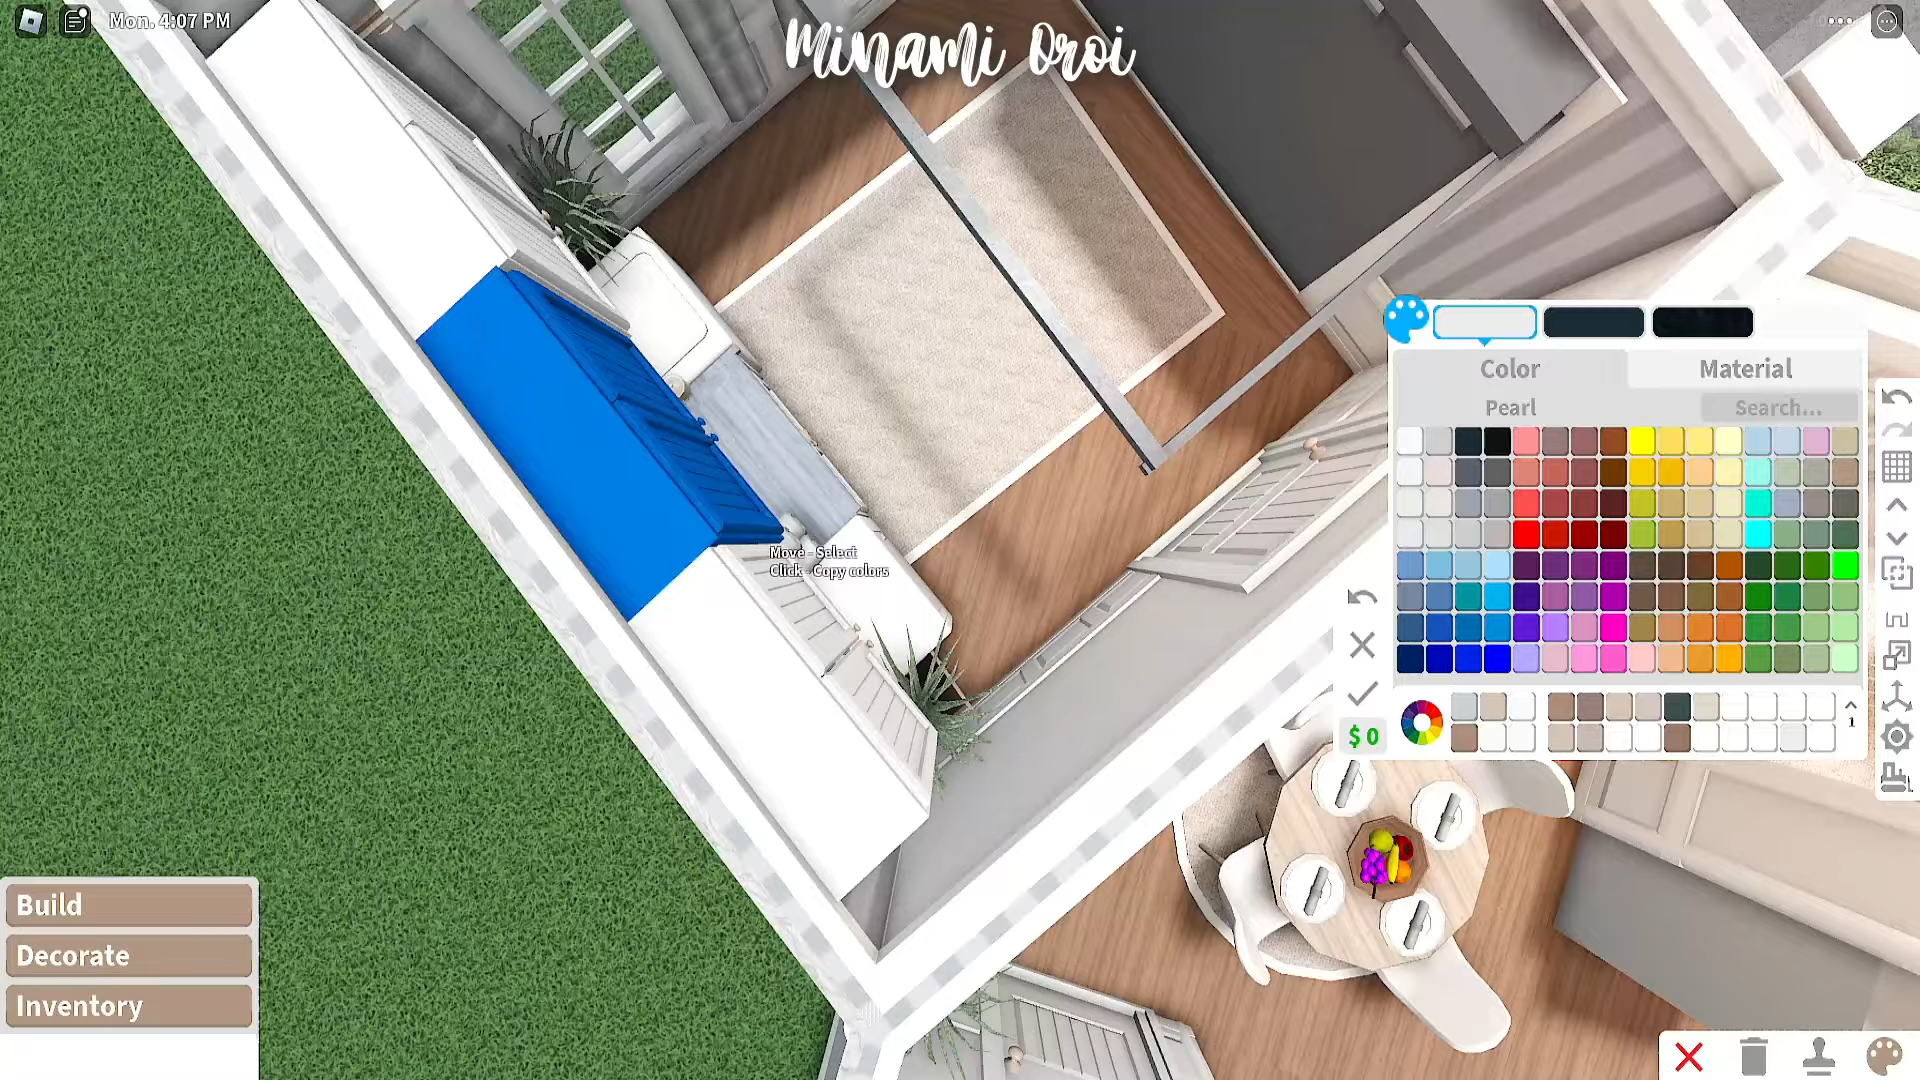 Mon. 4:07 PM
Minami Oroi
Color
Material
Pearl
Search...
Move - Select
Click - Copy colors
$ 0
1
Build
Decorate
Inventory